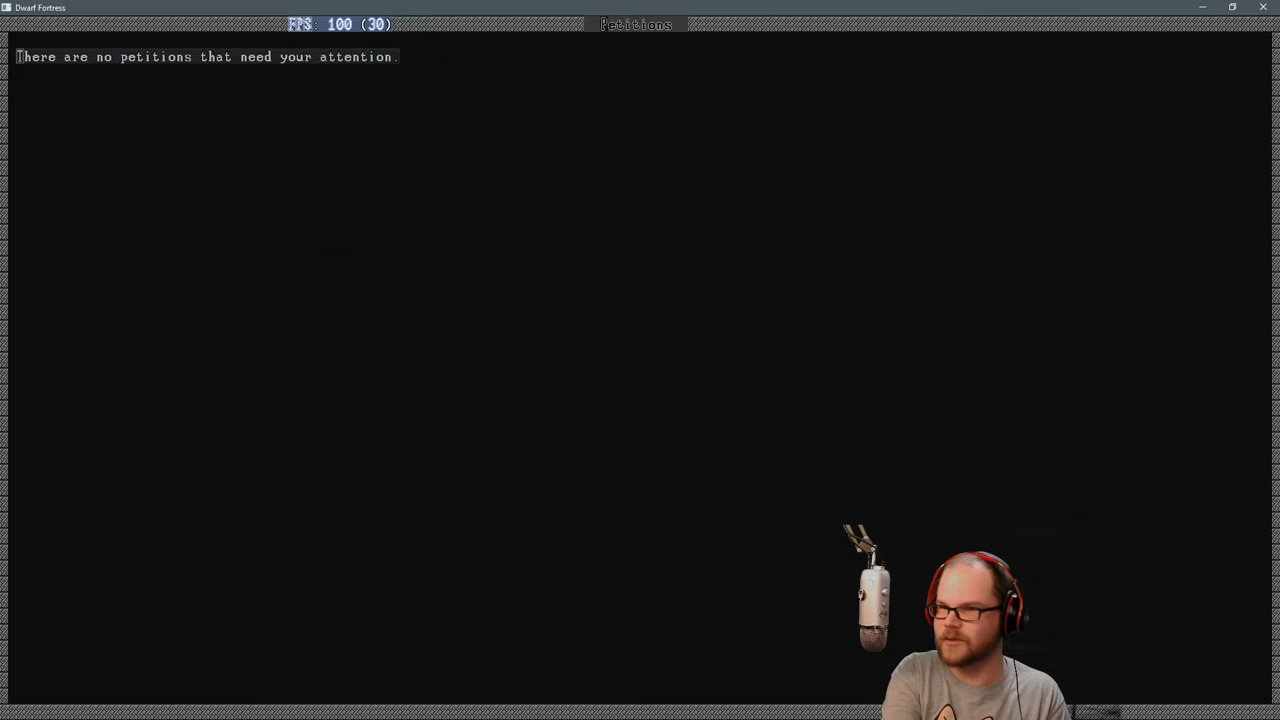 Dwarf Fortress
FPS: 100 (30)
Petitions
There are no petitions that need your attention.